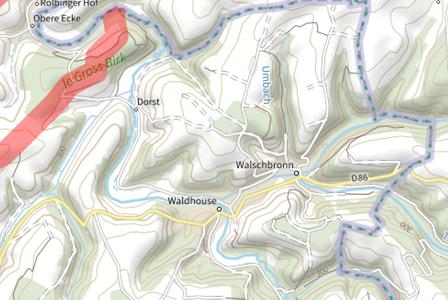 Rolbinger Hof
Obere Ecke
le Gross Birk
Umbach
Dorst
300
Walschbronn
D86
Waldhouse
300